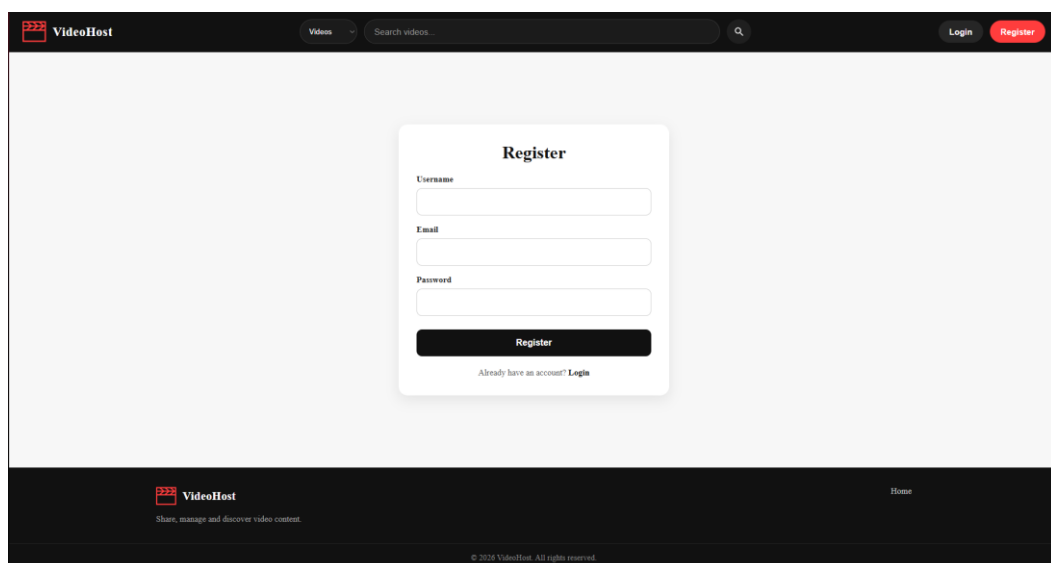 VideoHost
Videos
Search videos...
Login
Register
Register
Username
Email
Password
Register
Already have an account? Login
VideoHost
Home
Share, manage and discover video content.
© 2026 VideoHost. All rights reserved.